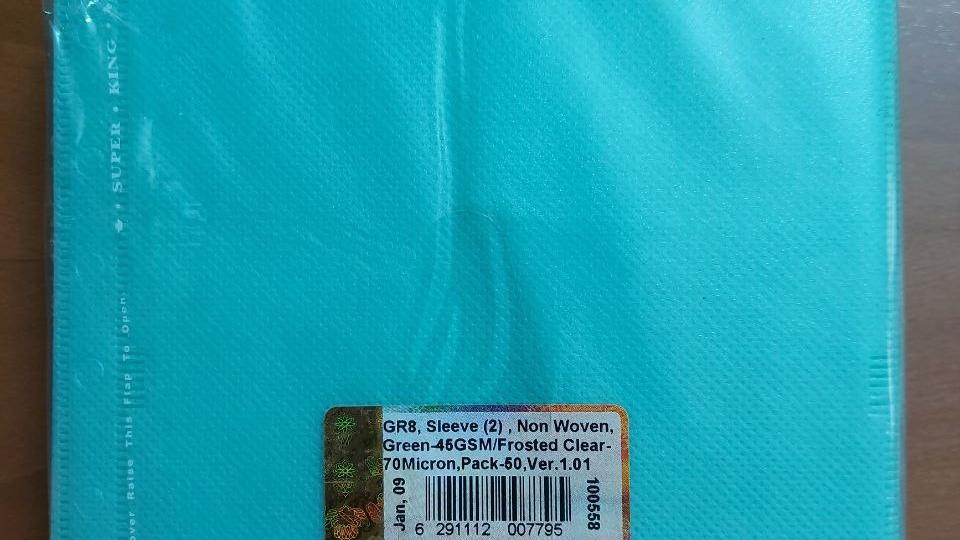 SUPER • KING
Raise This Flap To Open
GR8, Sleeve (2) , Non Woven,
Green-45GSM/Frosted Clear-
70Micron,Pack-50,Ver.1.01
Jan, 09
100558
6 291112 007795